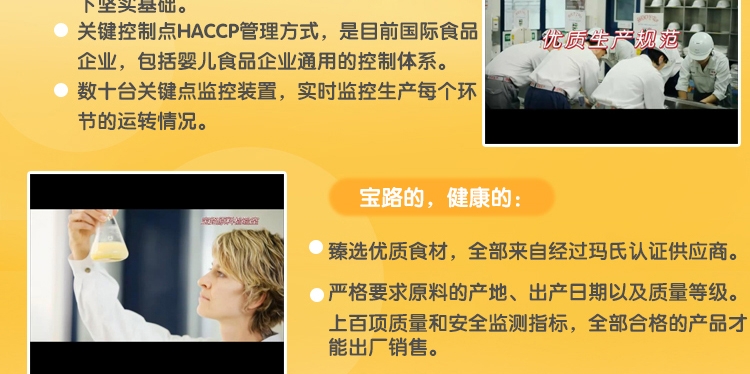 下坚实基础。
关键控制点HACCP管理方式，是目前国际食品
企业，包括婴儿食品企业通用的控制体系。
数十台关键点监控装置，实时监控生产每个环
节的运转情况。
优质生产规范
宝路的，健康的：
臻选优质食材，全部来自经过玛氏认证供应商。
严格要求原料的产地、出产日期以及质量等级。
上百项质量和安全监测指标，全部合格的产品才
能出厂销售。